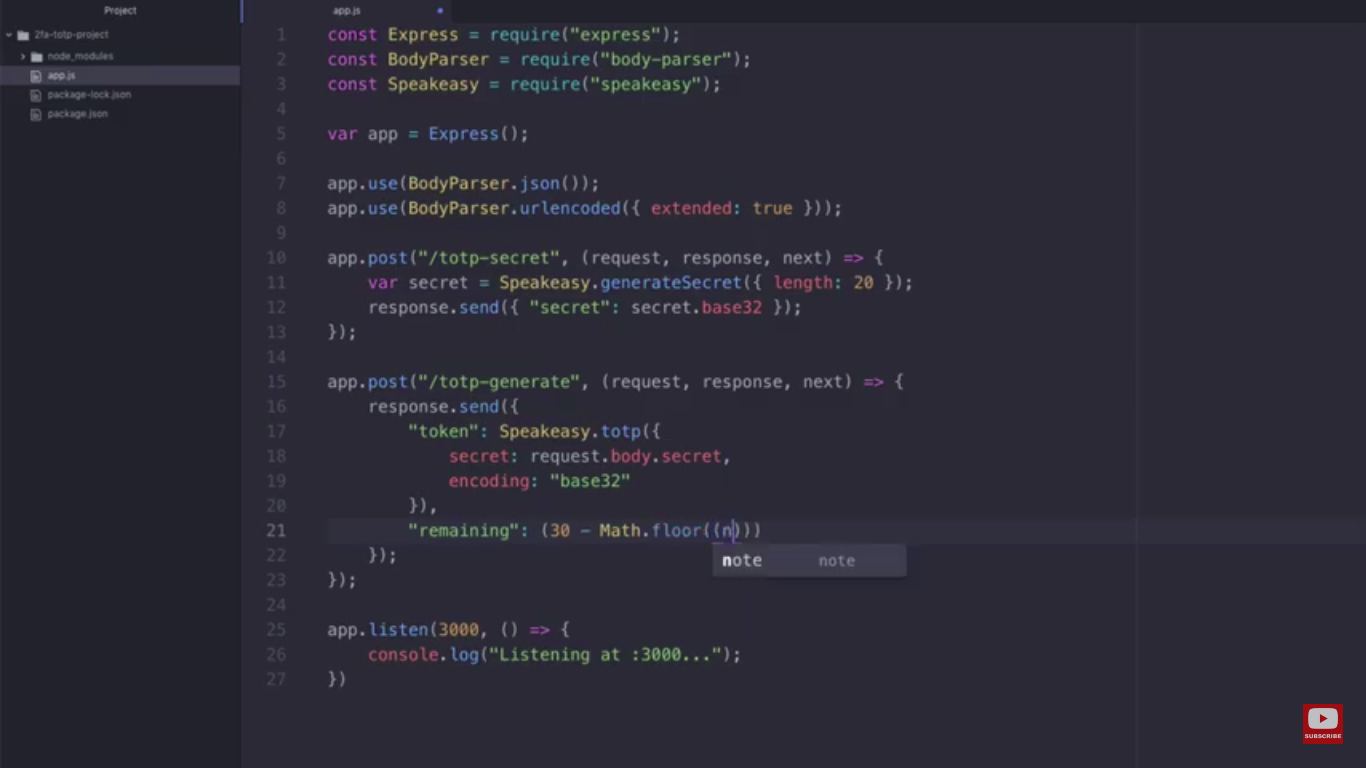 Project
2fa-totp-project
node_modules
app.js
package-lock.json
package.json
app.js
1 const Express = require("express");
2 const BodyParser = require("body-parser");
3 const Speakeasy = require("speakeasy");
4
5 var app = Express();
6
7 app.use(BodyParser.json());
8 app.use(BodyParser.urlencoded({ extended: true }));
9
10 app.post("/totp-secret", (request, response, next) => {
11     var secret = Speakeasy.generateSecret({ length: 20 });
12     response.send({ "secret": secret.base32 });
13 });
14
15 app.post("/totp-generate", (request, response, next) => {
16     response.send({
17         "token": Speakeasy.totp({
18             secret: request.body.secret,
19             encoding: "base32"
20         }),
21         "remaining": (30 - Math.floor((n)))
note note
22     });
23 });
24
25 app.listen(3000, () => {
26     console.log("Listening at :3000...");
27 })
SUBSCRIBE